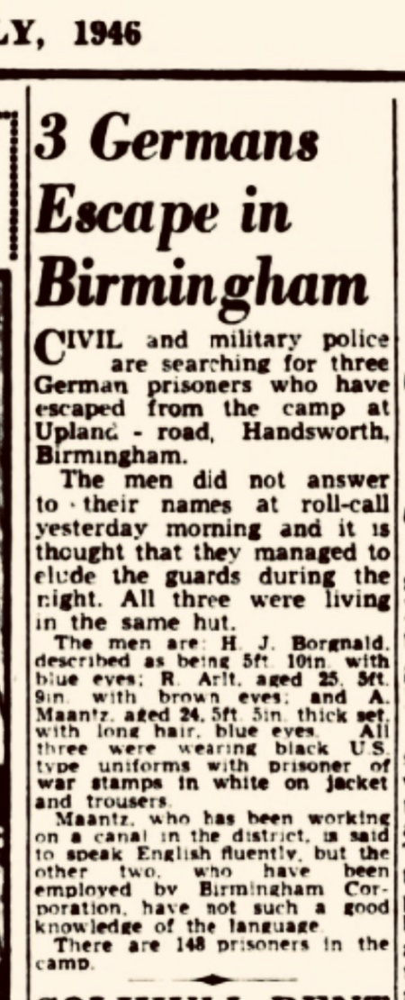 LY, 1946
3 Germans
Escape in
Birmingham
CIVIL and military police
are searching for three
German prisoners who have
escaped from the camp at
Upland - road, Handsworth,
Birmingham.
The men did not answer
to their names at roll-call
yesterday morning and it is
thought that they managed to
elude the guards during the
night. All three were living
in the same hut.
The men are: H. J. Borgnald,
described as being 5ft. 10in. with
blue eyes; R. Arlt, aged 25, 5ft.
9in. with brown eyes; and A.
Maantz, aged 24, 5ft. 5in. thick set,
with long hair, blue eyes. All
three were wearing black U.S.
type uniforms with prisoner of
war stamps in white on jacket
and trousers.
Maantz, who has been working
on a canal in the district, is said
to speak English fluently, but the
other two, who have been
employed by Birmingham Cor-
poration, have not such a good
knowledge of the language.
There are 148 prisoners in the
camp.